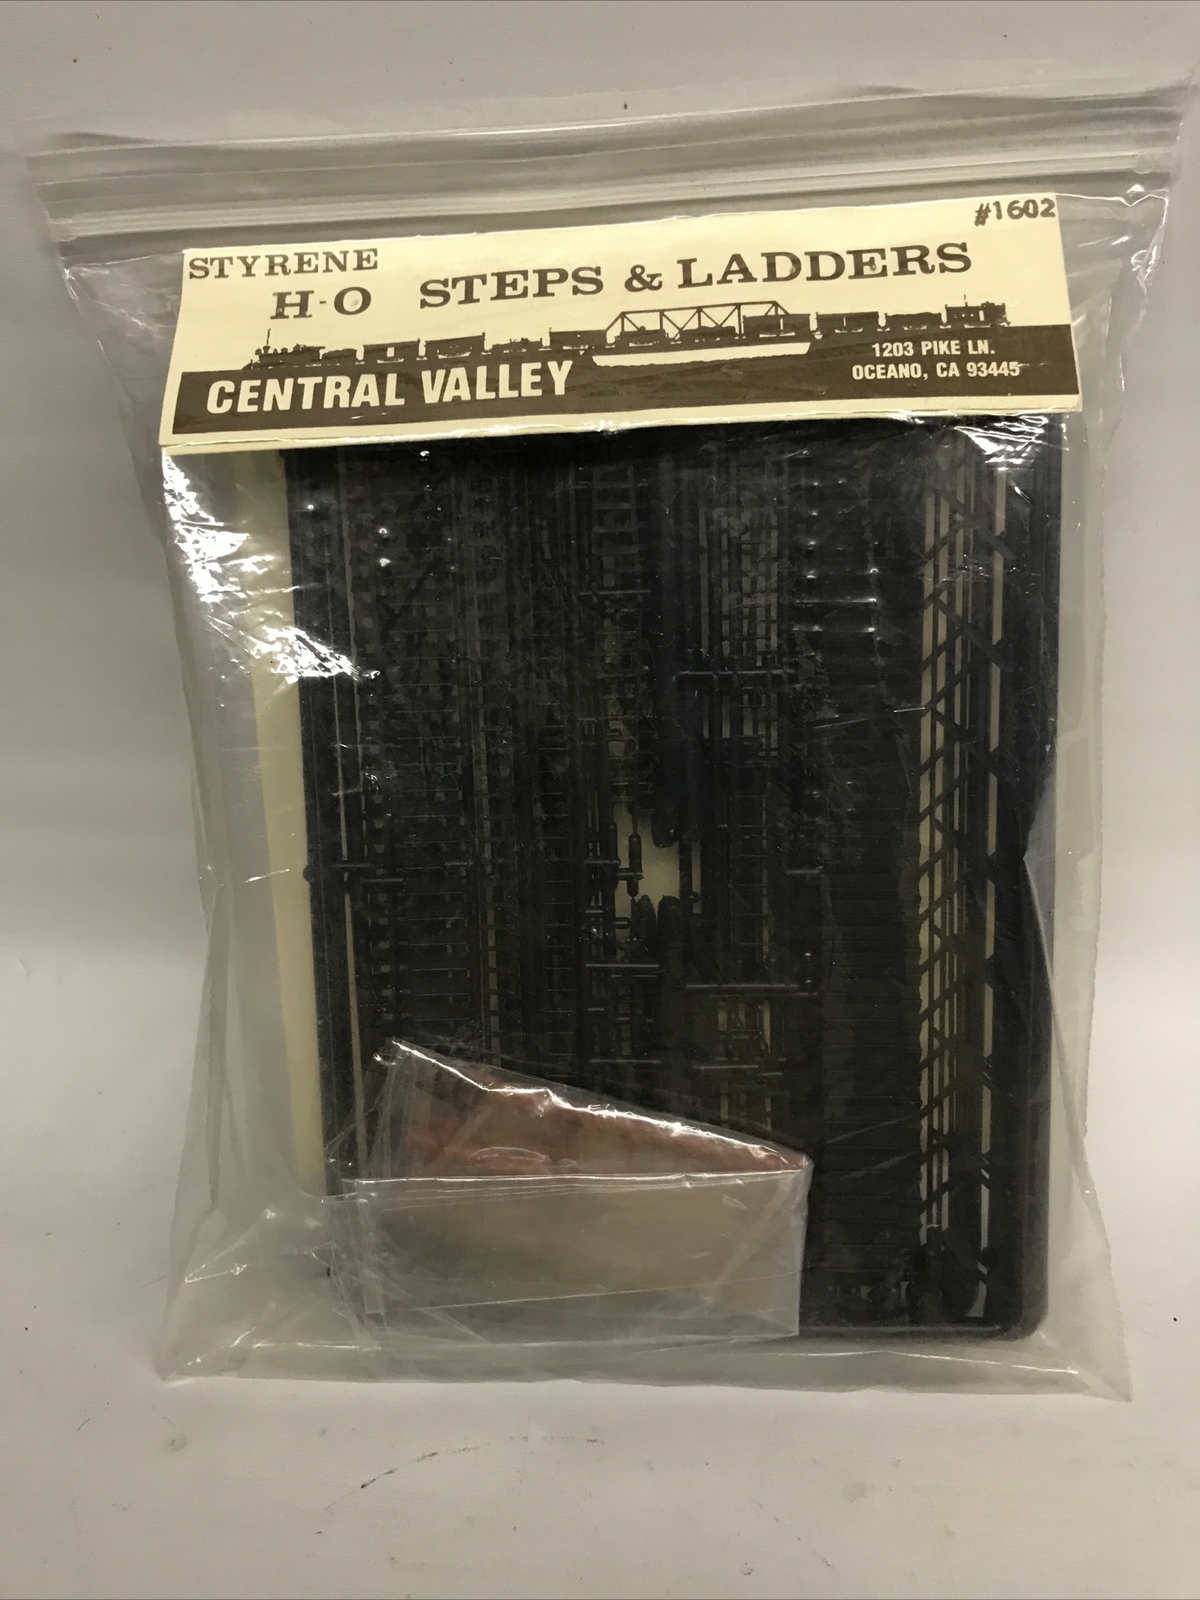 #1602
STYRENE
H-O STEPS & LADDERS
CENTRAL VALLEY
1203 PIKE LN.
OCEANO, CA 93445